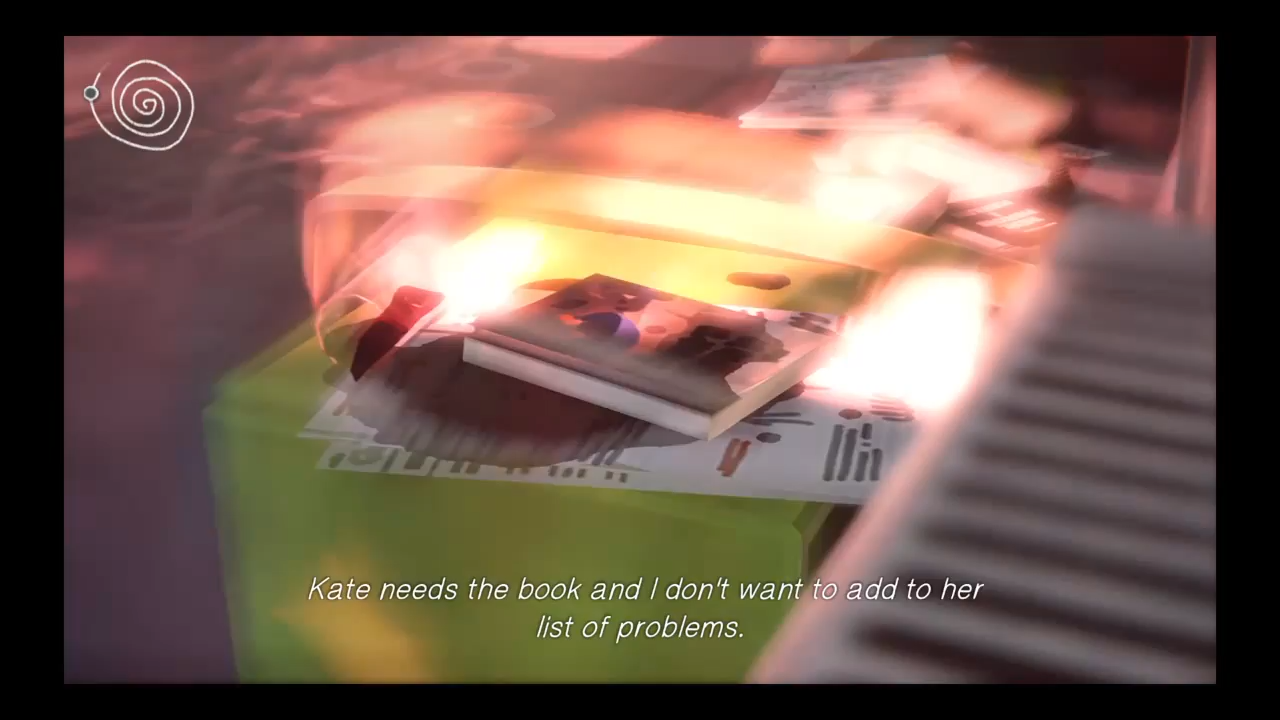 Kate needs the book and I don't want to add to her
list of problems.